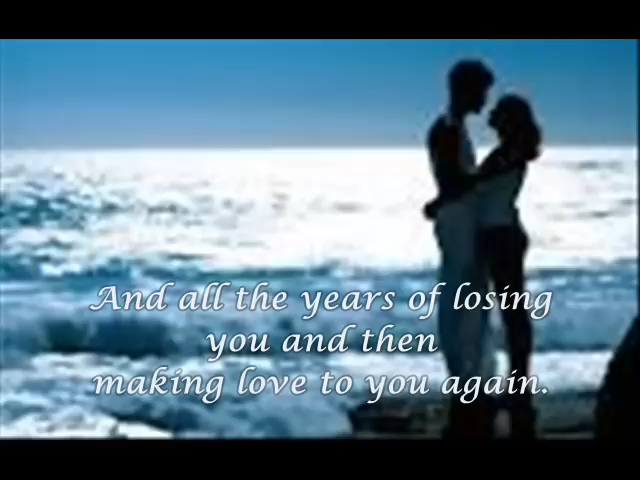 And all the years of losing
you and then
making love to you again.